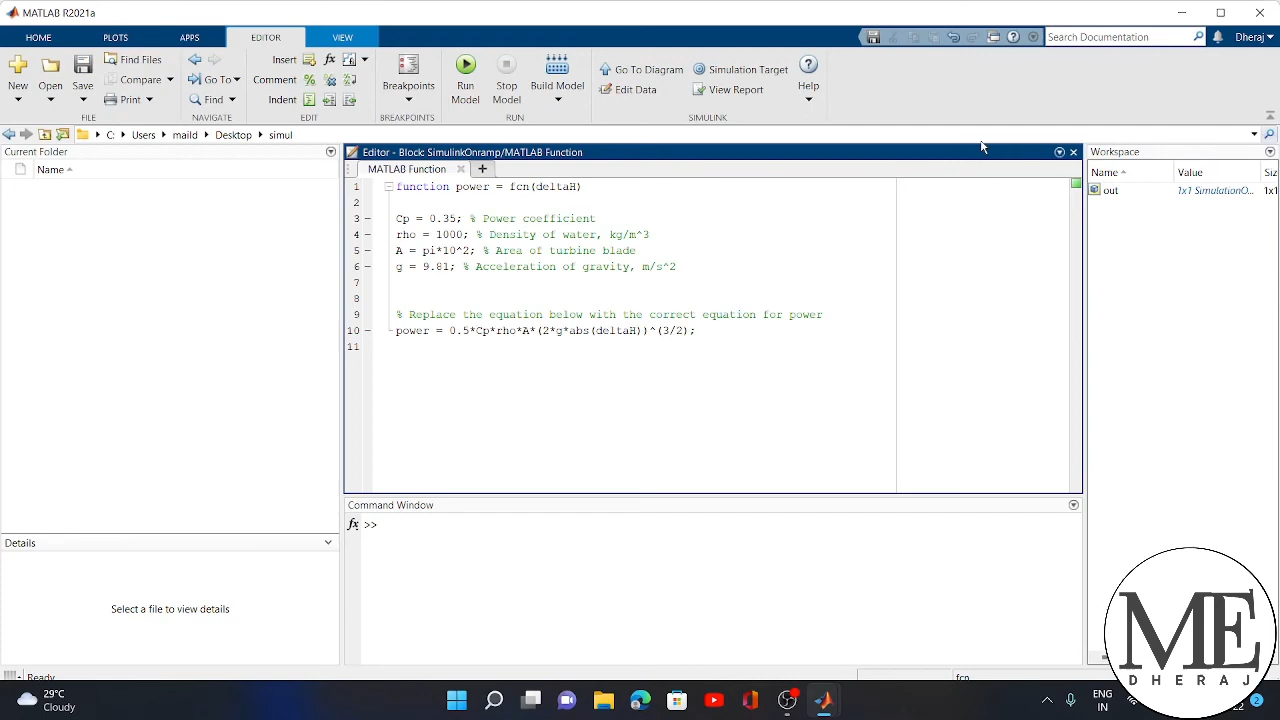 MATLAB R2021a
HOME PLOTS APPS EDITOR VIEW
Search Documentation
Dheraj
New Open Save
Find Files
Compare
Print
FILE
Go To
Find
NAVIGATE
Insert
Comment
Indent
EDIT
Breakpoints
BREAKPOINTS
Run Model
Stop Model
Build Model
RUN
Go To Diagram
Edit Data
Simulation Target
View Report
Help
SIMULINK
C: Users maild Desktop simul
Current Folder
Name
Editor - Block: SimulinkOnramp/MATLAB Function
MATLAB Function
1 function power = fcn(deltaH)
2
3 Cp = 0.35; % Power coefficient
4 rho = 1000; % Density of water, kg/m^3
5 A = pi*10^2; % Area of turbine blade
6 g = 9.81; % Acceleration of gravity, m/s^2
7
8
9 % Replace the equation below with the correct equation for power
10 power = 0.5*Cp*rho*A*(2*g*abs(deltaH))^(3/2);
11
Workspace
Name Value Siz
out 1x1 SimulationO... 1x1
Command Window
fx >>
Details
Select a file to view details
Ready
fcn
ME
DHERAJ
29°C
Cloudy
ENG
IN
22
2